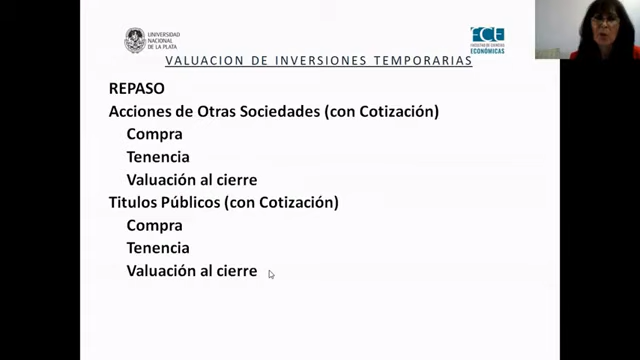 UNIVERSIDAD
NACIONAL
DE LA PLATA
FCE
FACULTAD DE CIENCIAS
ECONÓMICAS
VALUACION DE INVERSIONES TEMPORARIAS
REPASO
Acciones de Otras Sociedades (con Cotización)
Compra
Tenencia
Valuación al cierre
Titulos Públicos (con Cotización)
Compra
Tenencia
Valuación al cierre